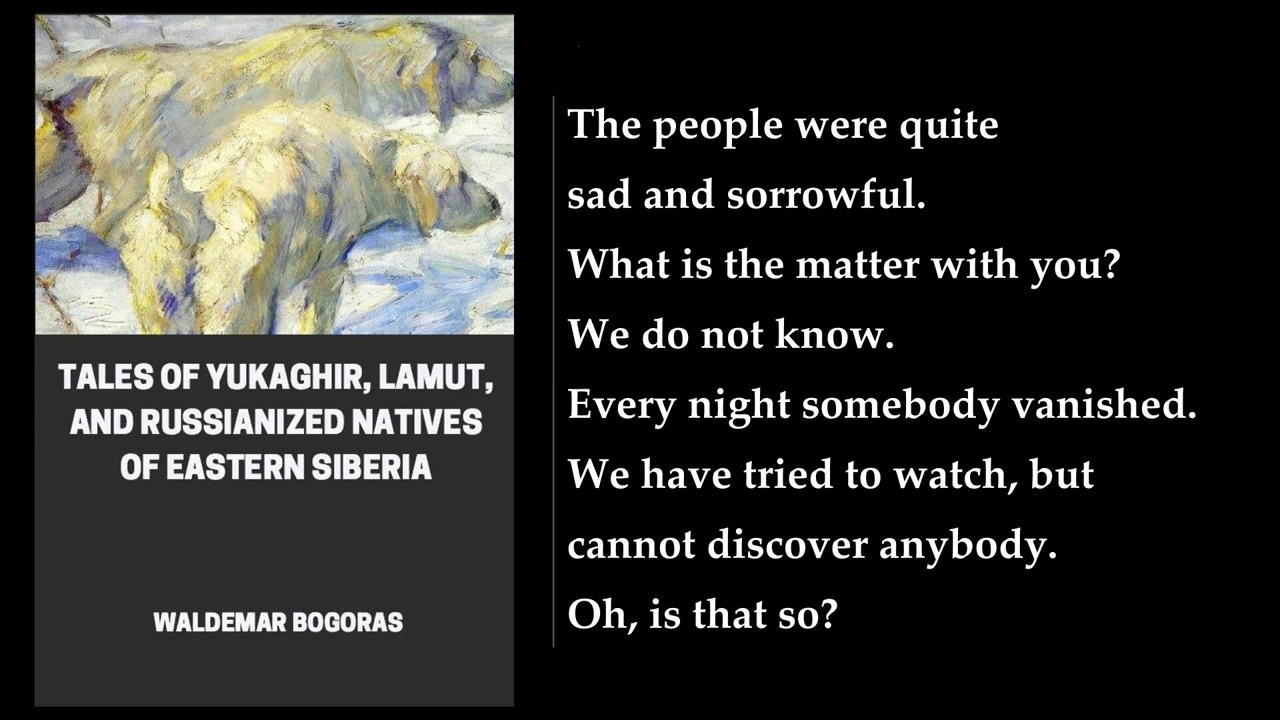 TALES OF YUKAGHIR, LAMUT,
AND RUSSIANIZED NATIVES
OF EASTERN SIBERIA
WALDEMAR BOGORAS
The people were quite
sad and sorrowful.
What is the matter with you?
We do not know.
Every night somebody vanished.
We have tried to watch, but
cannot discover anybody.
Oh, is that so?